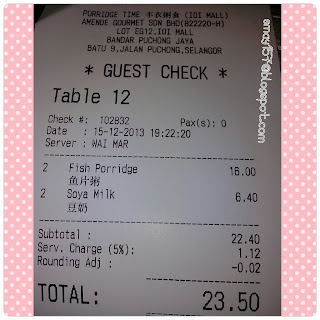 PORRIDGE TIME 丰衣粥食 (IOI MALL)
AMENDE GOURMET SDN BHD(822220-H)
LOT EG12,IOI MALL
BANDAR PUCHONG JAYA
BATU 9,JALAN PUCHONG,SELANGOR
* GUEST CHECK *
Table 12
Check #: 102832 Pax(s): 0
Date : 15-12-2013 19:22:20
Server : WAI MAR
2 Fish Porridge 16.00
鱼片粥
2 Soya Milk 6.40
豆奶
Subtotal : 22.40
Serv. Charge (5%): 1.12
Rounding Adj : -0.02
TOTAL: 23.50